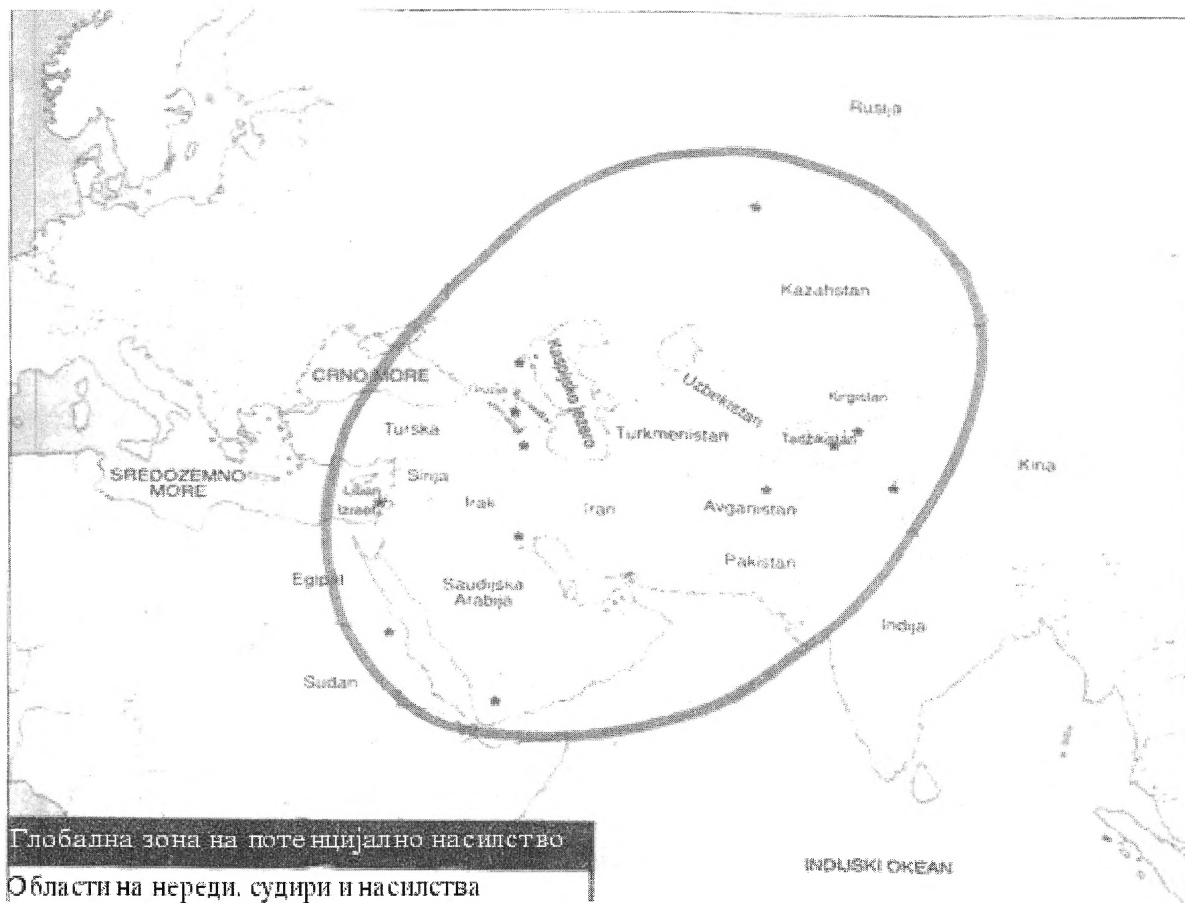 Rusija
Kazahstan
CRNO MORE
Kaspijsko jezero
Uzbekistan
Kirgistan
Turska
Turkmenistan
Tadžikistan
Kina
SREDOZEMNO
MORE
Sirija
Liban
Izrael
Irak
Iran
Avganistan
Pakistan
Egipat
Saudijska
Arabija
Indija
Sudan
Глобална зона на потенцијално насилство
INDIJSKI OKEAN
Области на нереди, судири и насилства